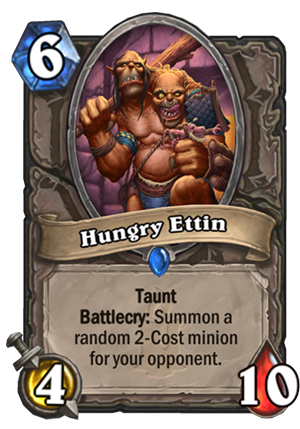 6
Hungry Ettin
Taunt
Battlecry: Summon a
random 2-Cost minion
for your opponent.
4
10